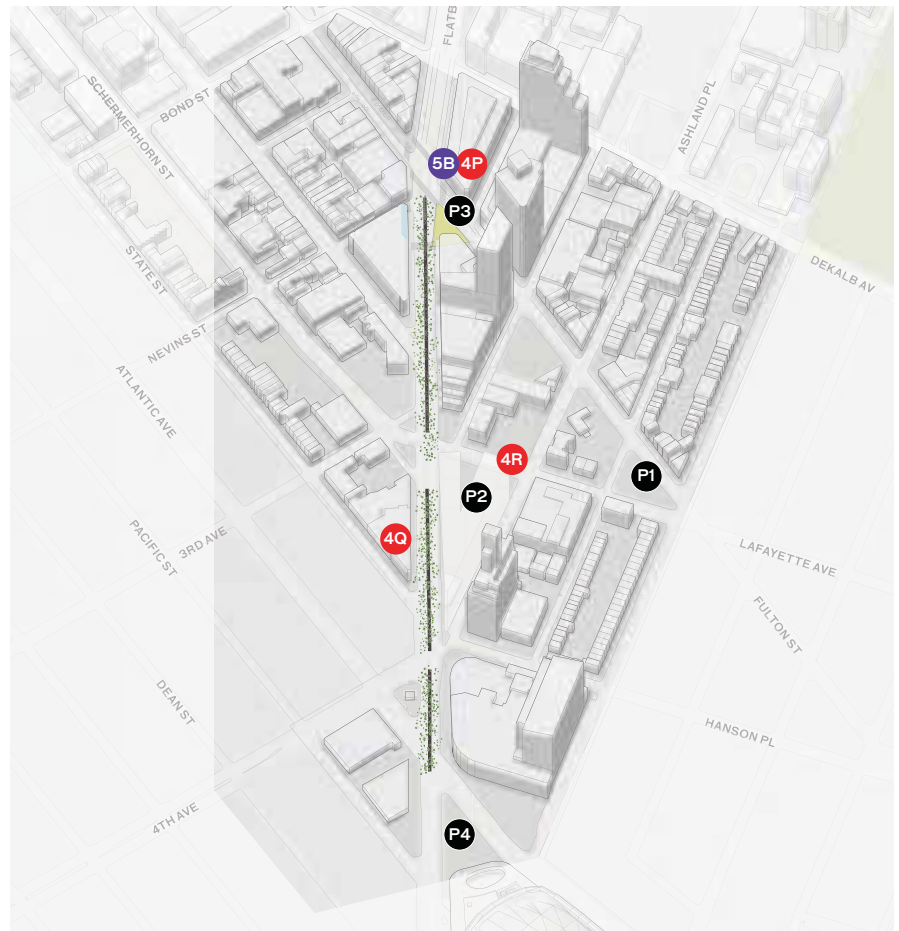 FLATB
ASHLAND PL
SCHERMERHORN ST
BOND ST
5B
4P
P3
STATE ST
DEKALB AV
NEVINS ST
ATLANTIC AVE
4R
P1
P2
4Q
PACIFIC ST
3RD AVE
LAFAYETTE AVE
FULTON ST
DEAN ST
HANSON PL
4TH AVE
P4